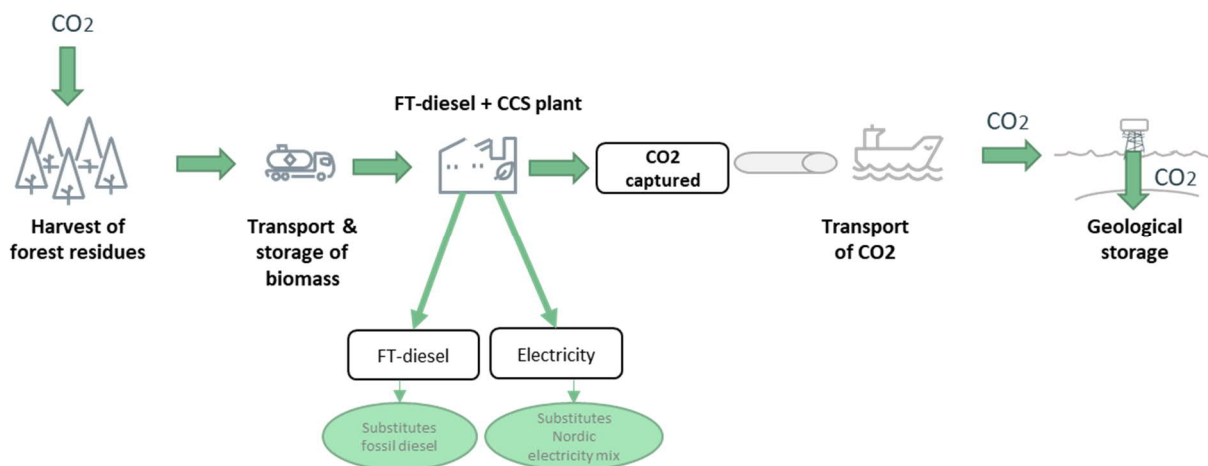 CO2
Harvest of
forest residues
Transport &
storage of
biomass
FT-diesel + CCS plant
CO2
captured
Transport
of CO2
CO2
CO2
Geological
storage
FT-diesel
Electricity
Substitutes
fossil diesel
Substitutes
Nordic
electricity mix